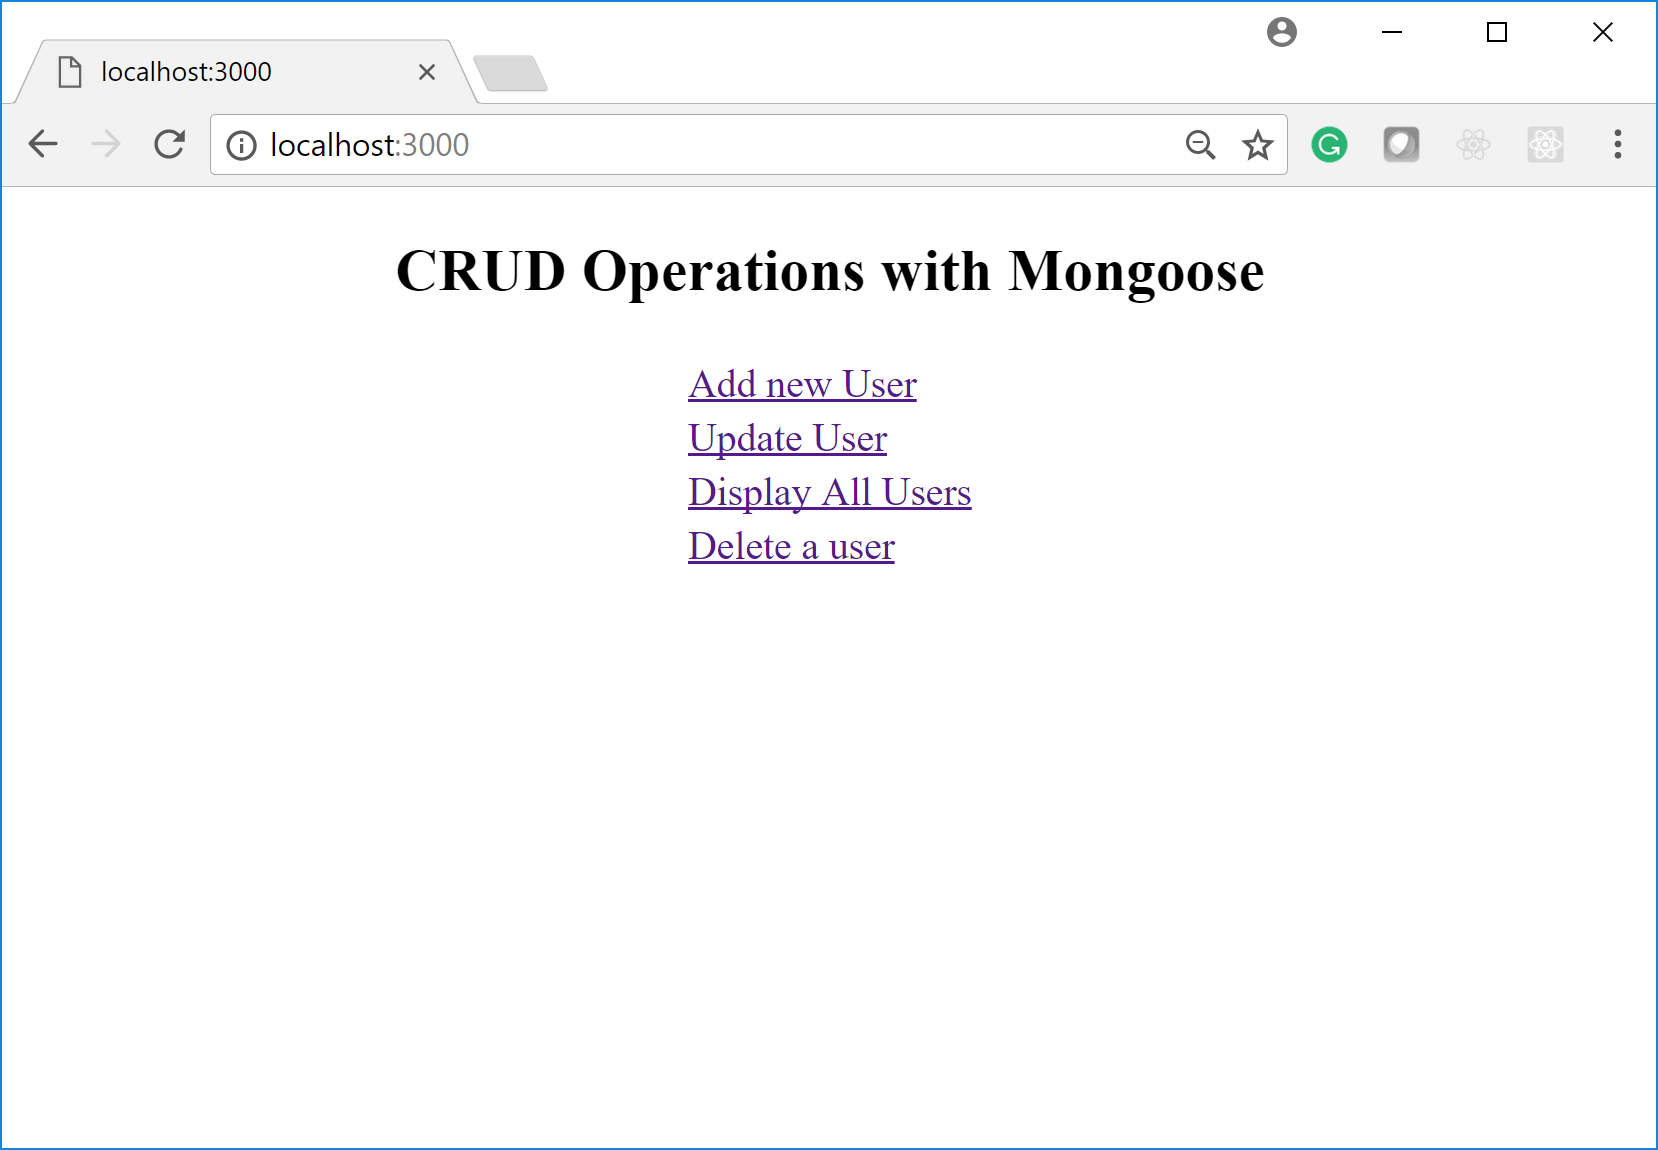 localhost:3000
localhost:3000
CRUD Operations with Mongoose
Add new User
Update User
Display All Users
Delete a user